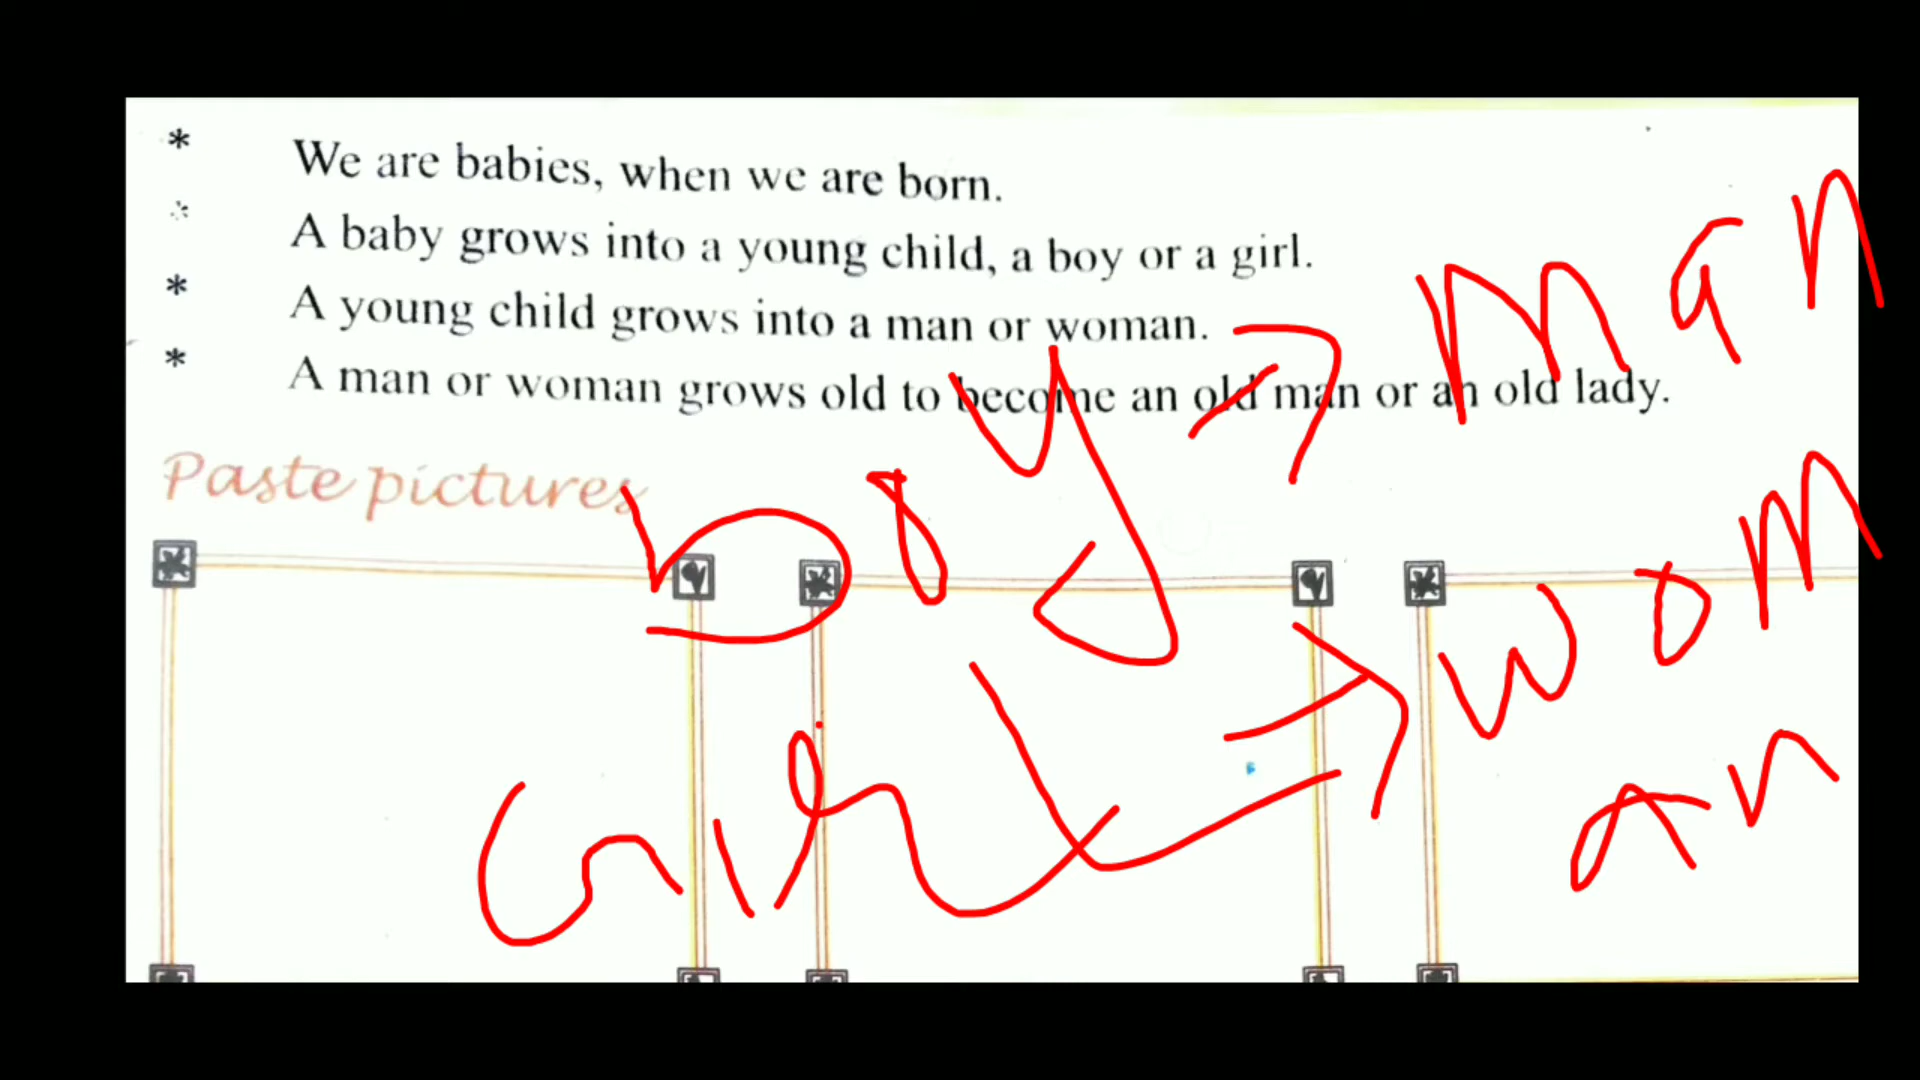 * We are babies, when we are born.
* A baby grows into a young child, a boy or a girl.
* A young child grows into a man or woman.
* A man or woman grows old to become an old man or an old lady.
Paste pictures
boy → Man
Girl → wom
an